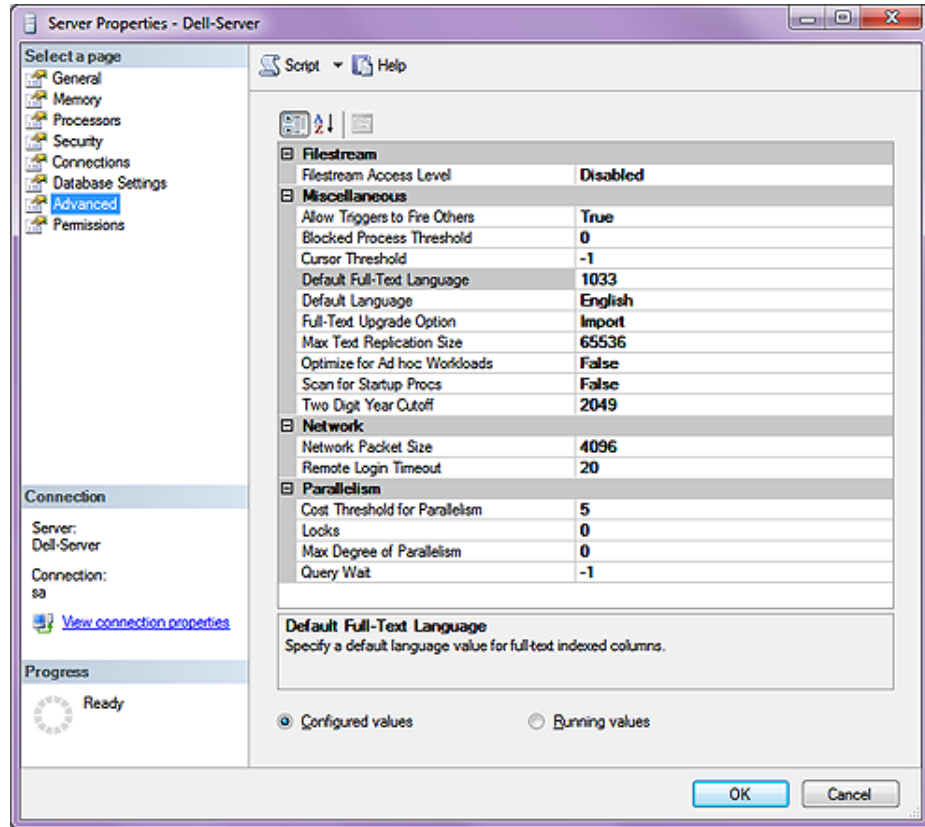 Server Properties - Dell-Server
Select a page
General
Memory
Processors
Security
Connections
Database Settings
Advanced
Permissions
Connection
Server:
Dell-Server
Connection:
sa
View connection properties
Progress
Ready
Script Help
Filestream
Filestream Access Level Disabled
Miscellaneous
Allow Triggers to Fire Others True
Blocked Process Threshold 0
Cursor Threshold -1
Default Full-Text Language 1033
Default Language English
Full-Text Upgrade Option Import
Max Text Replication Size 65536
Optimize for Ad hoc Workloads False
Scan for Startup Procs False
Two Digit Year Cutoff 2049
Network
Network Packet Size 4096
Remote Login Timeout 20
Parallelism
Cost Threshold for Parallelism 5
Locks 0
Max Degree of Parallelism 0
Query Wait -1
Default Full-Text Language
Specify a default language value for full-text indexed columns.
Configured values Running values
OK Cancel